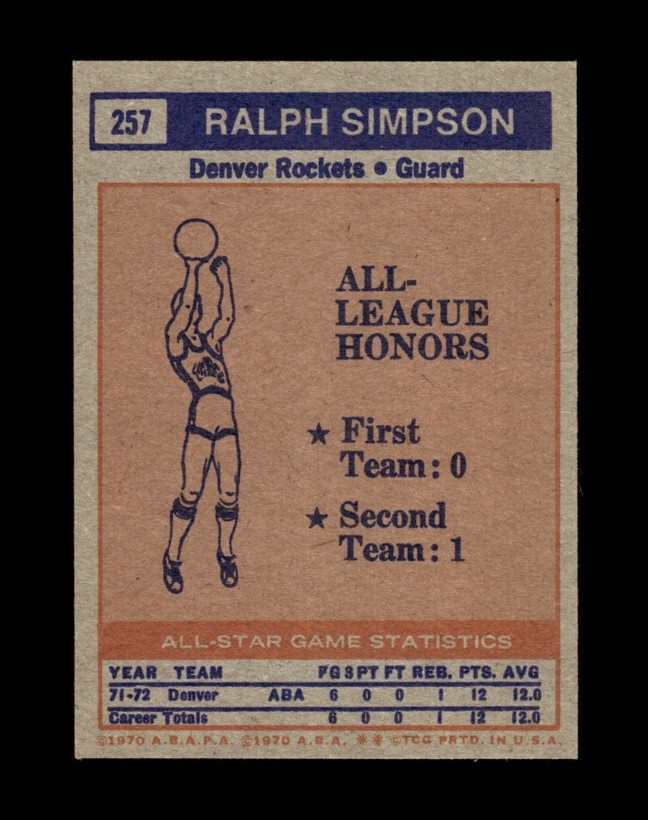 257 RALPH SIMPSON
Denver Rockets • Guard
ALL-
LEAGUE
HONORS
★ First
Team: 0
★ Second
Team: 1
ALL-STAR GAME STATISTICS
YEAR TEAM FG 3PT FT REB. PTS. AVG
71-72 Denver ABA 6 0 0 1 12 12.0
Career Totals 6 0 0 1 12 12.0
©1970 A.B.A.P.A. ©1970 A.B.A. ** ©TCG PRTD. IN U.S.A.